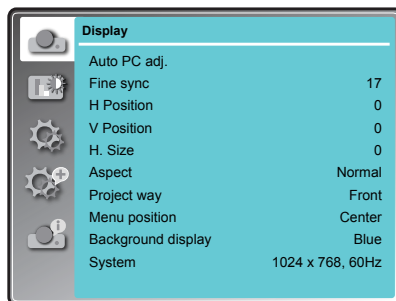 Display
Auto PC adj.
Fine sync 17
H Position 0
V Position 0
H. Size 0
Aspect Normal
Project way Front
Menu position Center
Background display Blue
System 1024 x 768, 60Hz